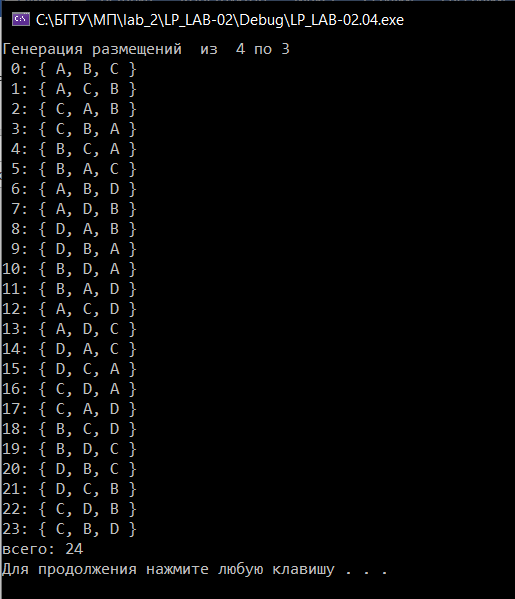 C:\БГТУ\МП\lab_2\LP_LAB-02\Debug\LP_LAB-02.04.exe
Генерация размещений  из  4 по 3
 0: { A, B, C }
 1: { A, C, B }
 2: { C, A, B }
 3: { C, B, A }
 4: { B, C, A }
 5: { B, A, C }
 6: { A, B, D }
 7: { A, D, B }
 8: { D, A, B }
 9: { D, B, A }
10: { B, D, A }
11: { B, A, D }
12: { A, C, D }
13: { A, D, C }
14: { D, A, C }
15: { D, C, A }
16: { C, D, A }
17: { C, A, D }
18: { B, C, D }
19: { B, D, C }
20: { D, B, C }
21: { D, C, B }
22: { C, D, B }
23: { C, B, D }
всего: 24
Для продолжения нажмите любую клавишу . . .